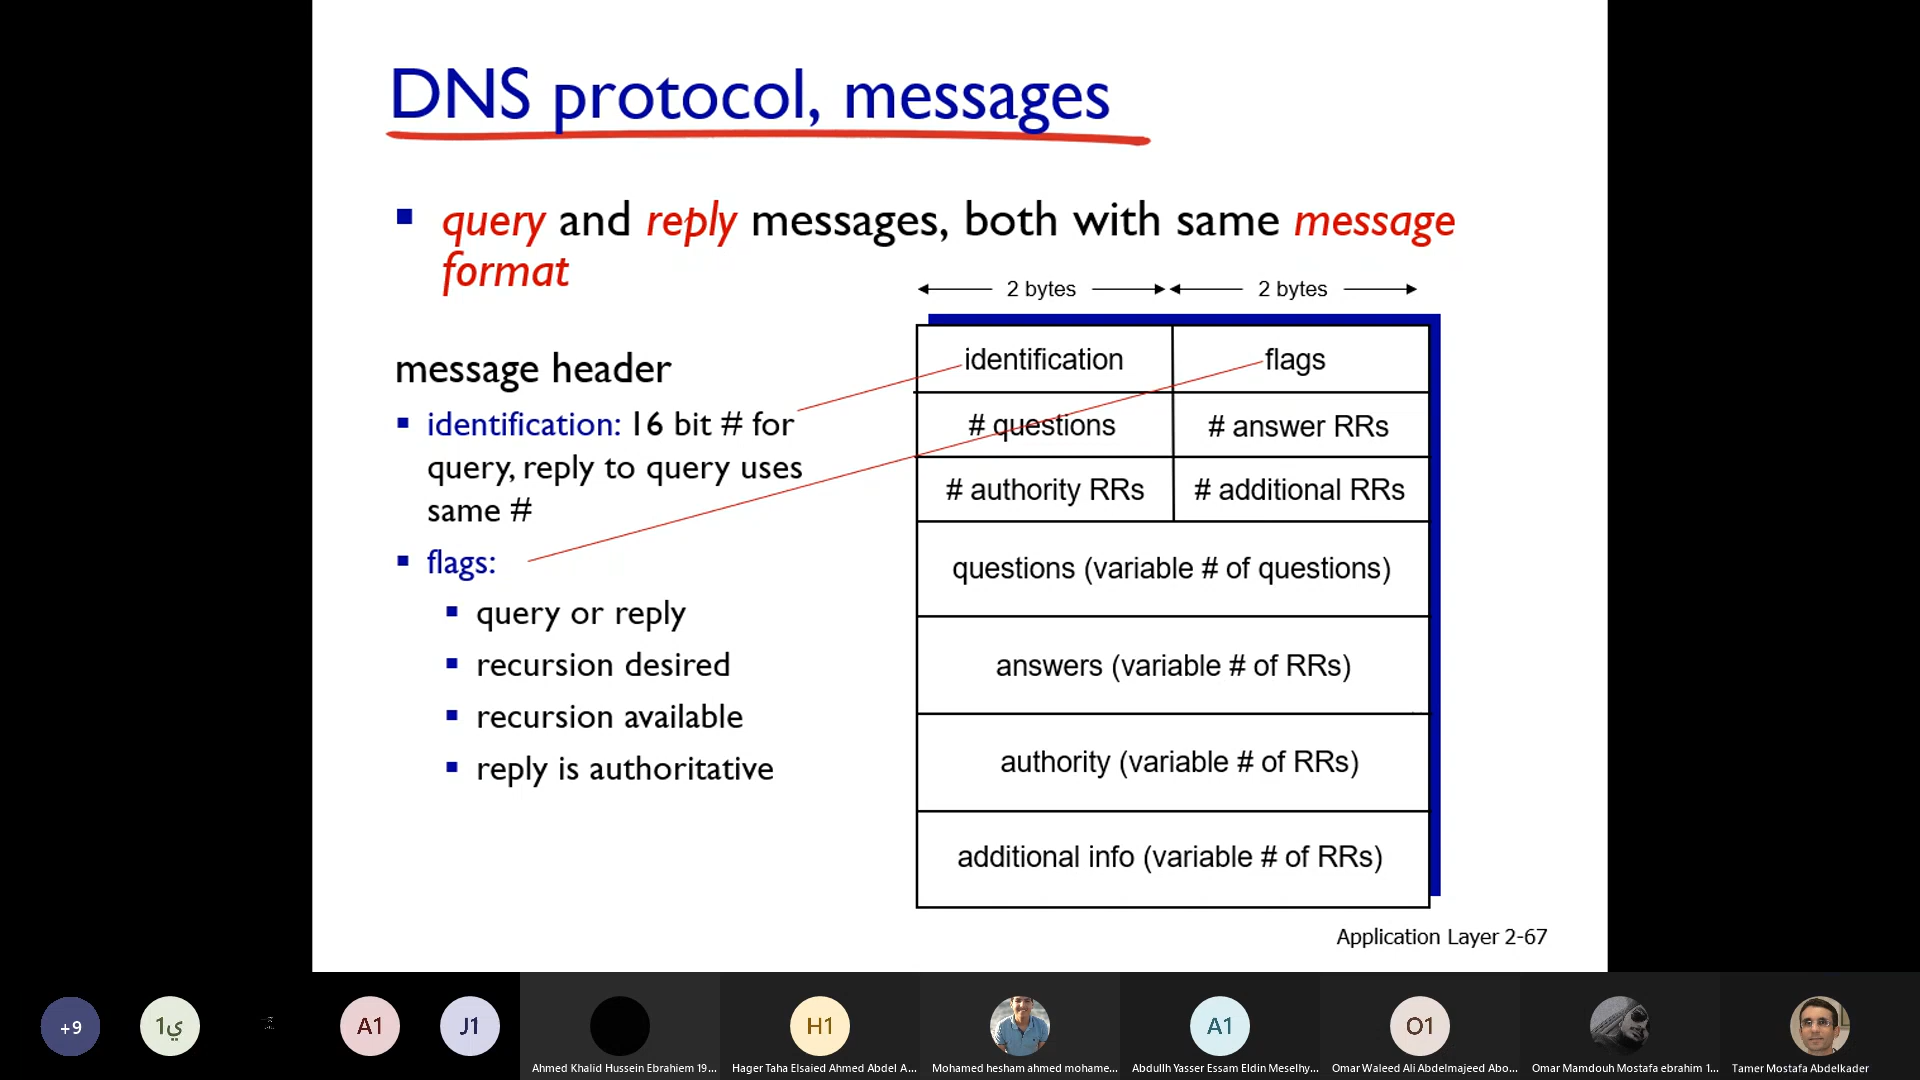 DNS protocol, messages
query and reply messages, both with same message
format
2 bytes 2 bytes
message header
identification: 16 bit # for
query, reply to query uses
same #
flags:
query or reply
recursion desired
recursion available
reply is authoritative
identification flags
# questions # answer RRs
# authority RRs # additional RRs
questions (variable # of questions)
answers (variable # of RRs)
authority (variable # of RRs)
additional info (variable # of RRs)
Application Layer 2-67
+9 ي1 A1 J1 H1 A1 O1
Ahmed Khalid Hussein Ebrahiem 19... Hager Taha Elsaied Ahmed Abdel A... Mohamed hesham ahmed mohame... Abdullh Yasser Essam Eldin Meselhy... Omar Waleed Ali Abdelmajeed Abo... Omar Mamdouh Mostafa ebrahim 1... Tamer Mostafa Abdelkader